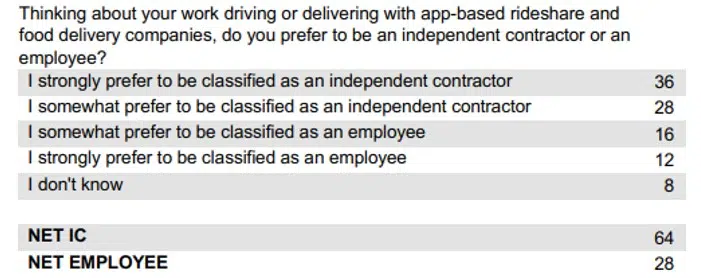 Thinking about your work driving or delivering with app-based rideshare and
food delivery companies, do you prefer to be an independent contractor or an
employee?
I strongly prefer to be classified as an independent contractor 36
I somewhat prefer to be classified as an independent contractor 28
I somewhat prefer to be classified as an employee 16
I strongly prefer to be classified as an employee 12
I don't know 8
NET IC 64
NET EMPLOYEE 28